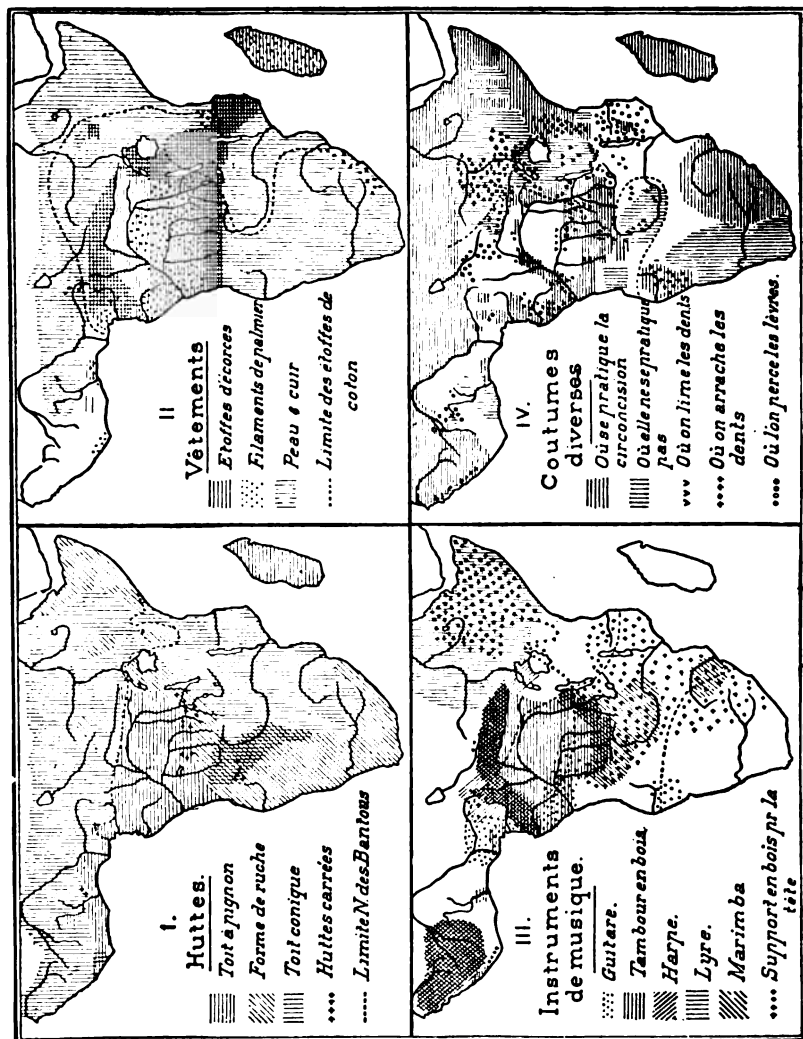 I.
Huttes.
Toit à pignon
Forme de ruche
Toit conique
Huttes carrées
Limite N des Bantous
II
Vêtements
Etoffes d'écorces
Filaments de palmier
Peau & cuir
Limite des étoffes de
coton
III.
Instruments
de musique.
Guitare.
Tambour en bois
Harpe.
Lyre.
Marimba
Support en bois pr la
tête
IV.
Coutumes
diverses
Où se pratique la
circoncision
Où elle ne se pratique
pas
Où on lime les dents
Où on arrache les
dents
Où l'on perce les lèvres.